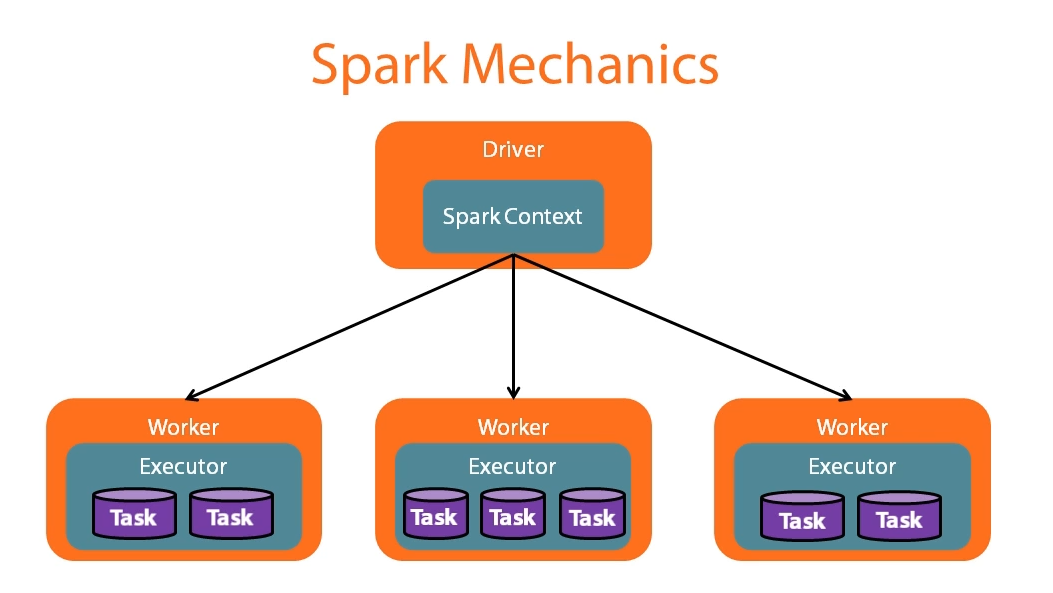 Spark Mechanics
Driver
Spark Context
Worker
Executor
Task Task
Worker
Executor
Task Task Task
Worker
Executor
Task Task